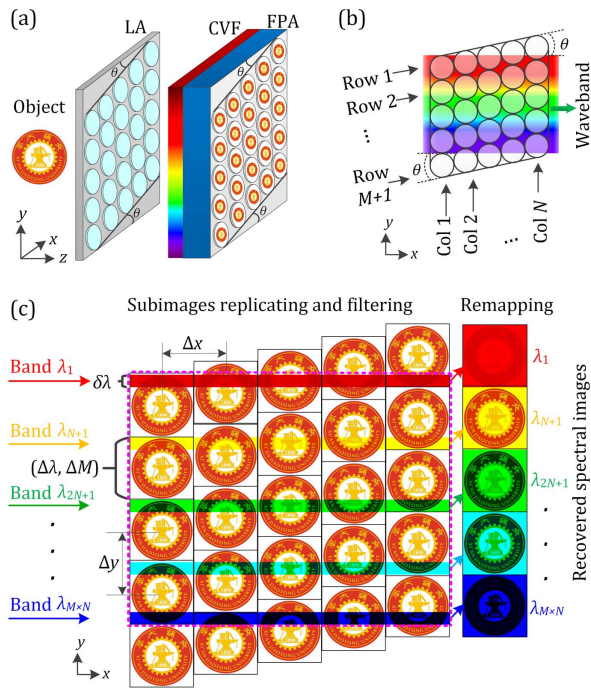 (a)
LA
CVF
FPA
θ
θ
Object
θ
θ
y
x
z
(b)
θ
Row 1
Row 2
...
Row
M+1
θ
Waveband
Col 1
Col 2
...
Col N
y
x
(c)
Subimages replicating and filtering
Remapping
Δx
Band λ1
δλ
λ1
Band λN+1
λN+1
(Δλ, ΔM)
Band λ2N+1
λ2N+1
Δy
Band λM×N
λM×N
Recovered spectral images
y
x